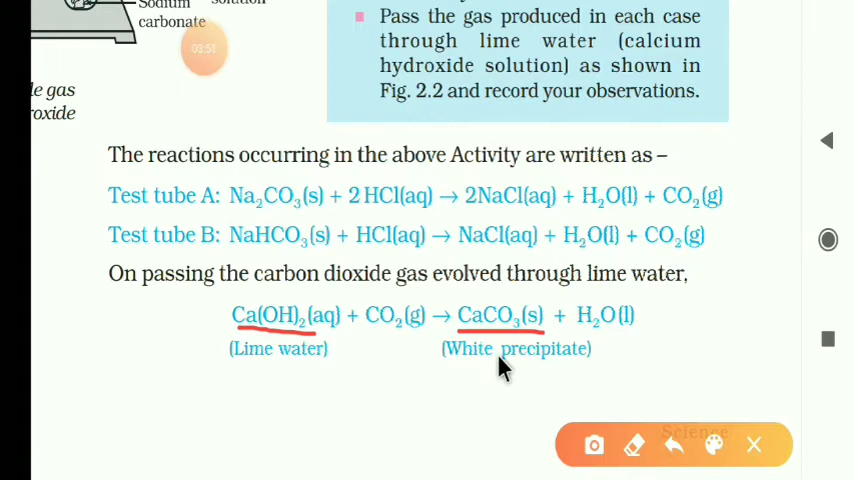 Sodium
solution
carbonate
03:51
Pass the gas produced in each case
through lime water (calcium
hydroxide solution) as shown in
Fig. 2.2 and record your observations.
le gas
roxide
The reactions occurring in the above Activity are written as –
Test tube A: Na₂CO₃(s) + 2 HCl(aq) → 2NaCl(aq) + H₂O(l) + CO₂(g)
Test tube B: NaHCO₃(s) + HCl(aq) → NaCl(aq) + H₂O(l) + CO₂(g)
On passing the carbon dioxide gas evolved through lime water,
Ca(OH)₂(aq) + CO₂(g) → CaCO₃(s) + H₂O(l)
(Lime water) (White precipitate)
Science